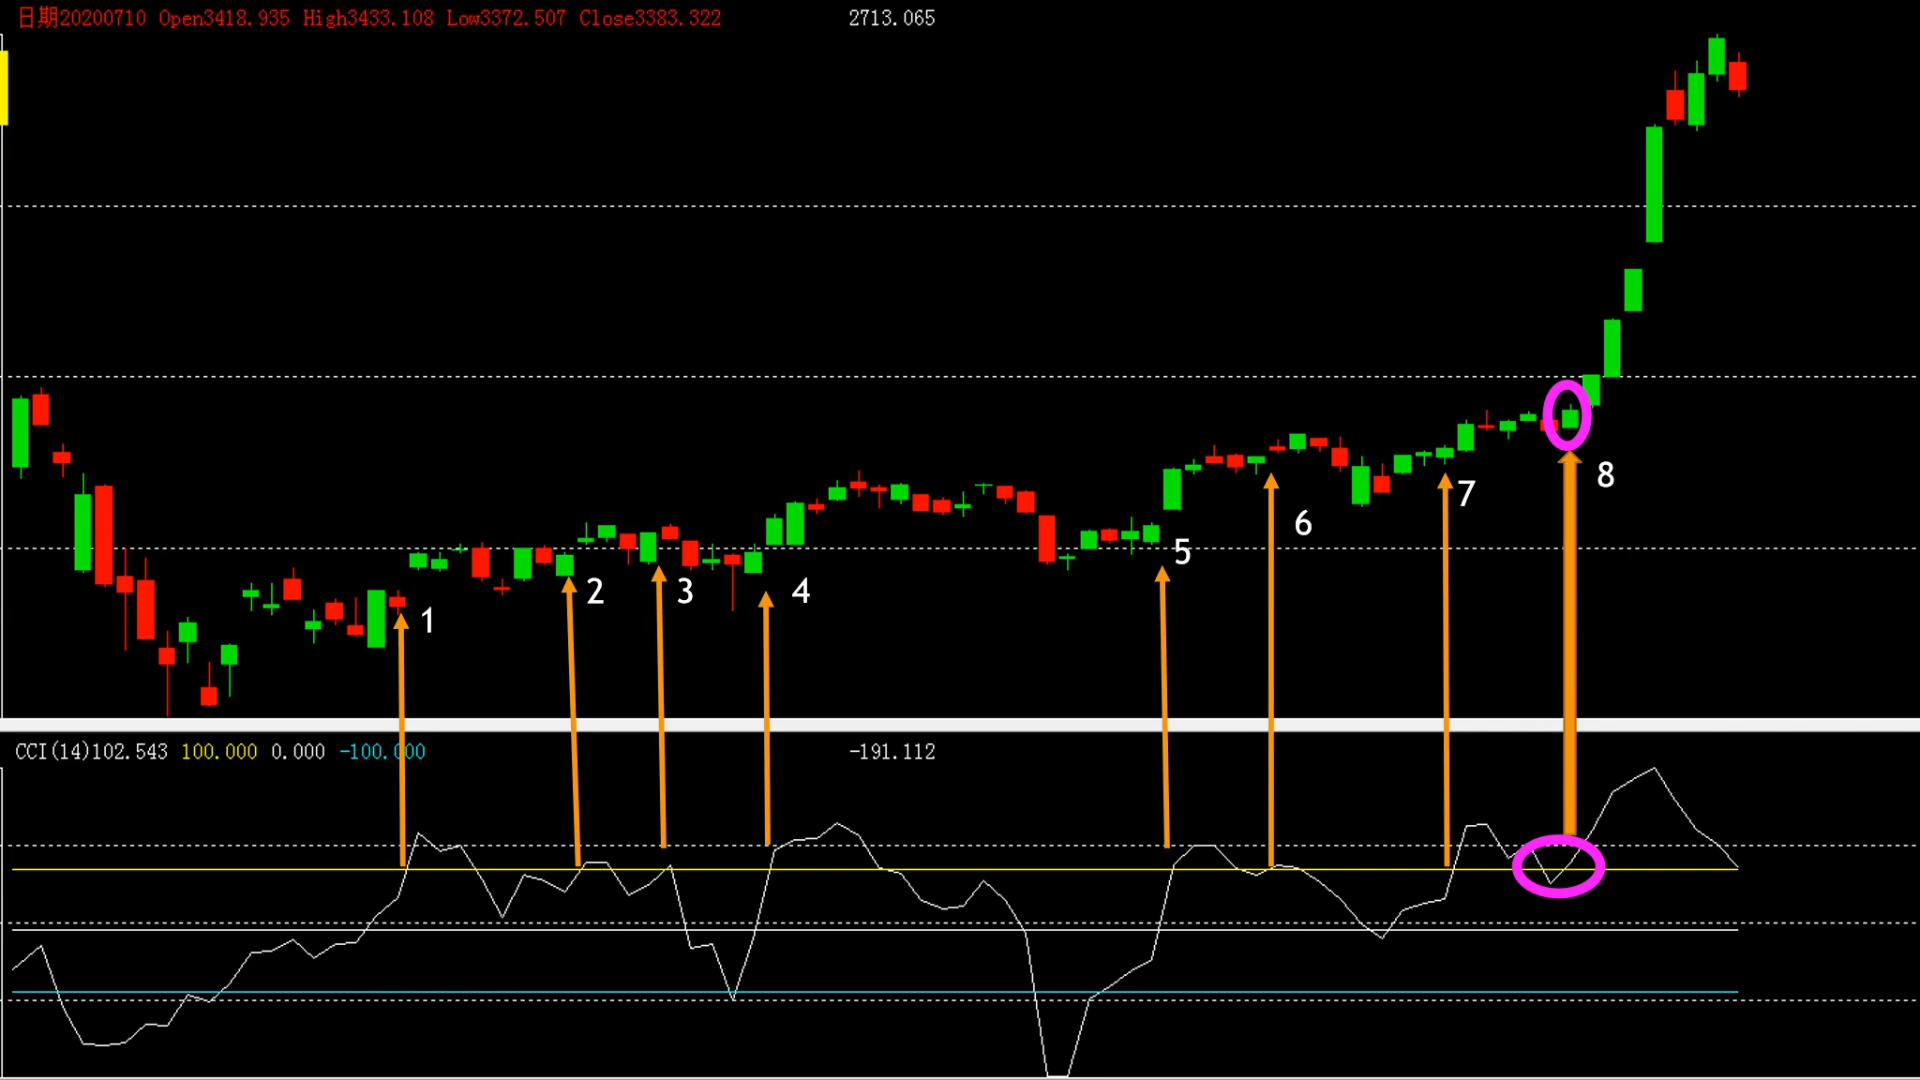 日期20200710 Open3418.935 High3433.108 Low3372.507 Close3383.322 2713.065
8
7
6
5
2 3 4
1
CCI(14)102.543 100.000 0.000 -100.000 -191.112